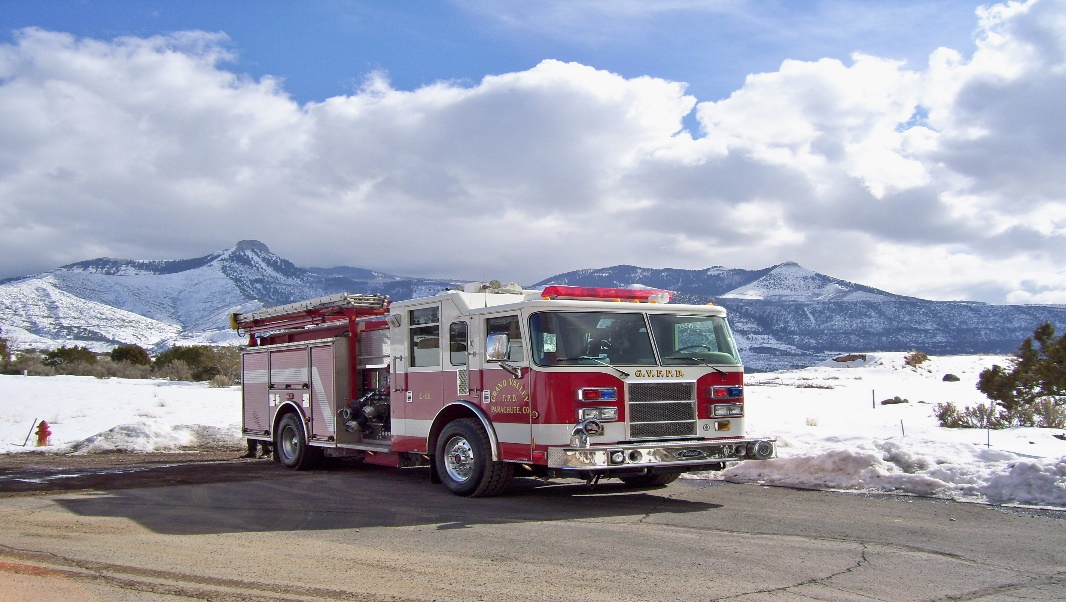 G.V.F.P.D.
GRAND VALLEY
F.P.D.
PARACHUTE, CO